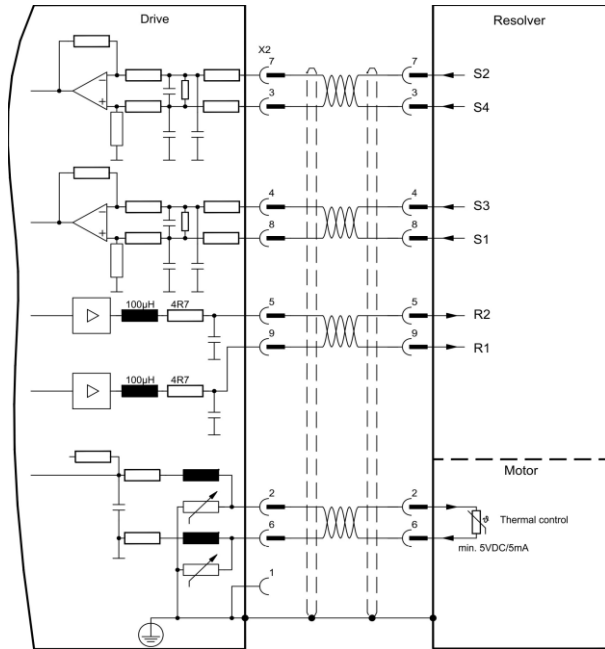 Drive
Resolver
X2
7
7
S2
3
3
S4
4
4
S3
8
8
S1
100µH
4R7
5
5
R2
9
9
R1
100µH
4R7
Motor
2
2
Thermal control
6
6
min. 5VDC/5mA
1